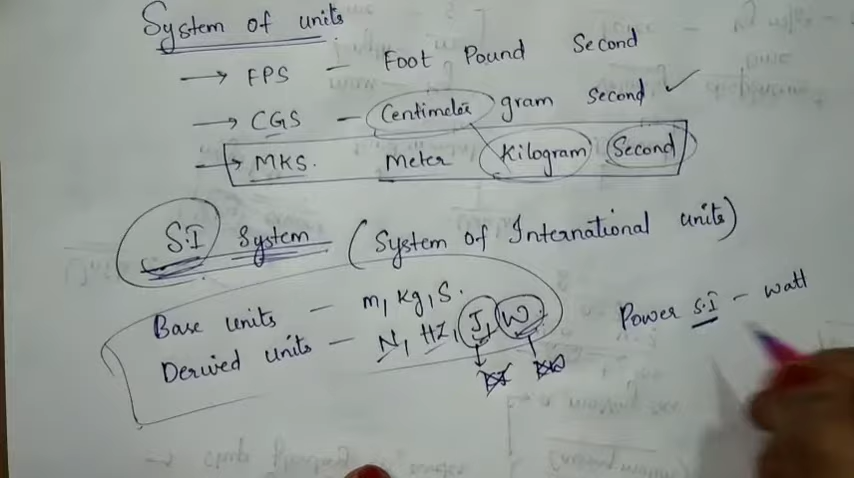 System of units
→ FPS - Foot Pound Second
→ CGS - Centimeter gram Second ✓
→ MKS. Meter Kilogram Second
S.I System (System of International units)
Base units - m, kg, S.
Derived units - N, HZ, J, W.
Power S.I - watt